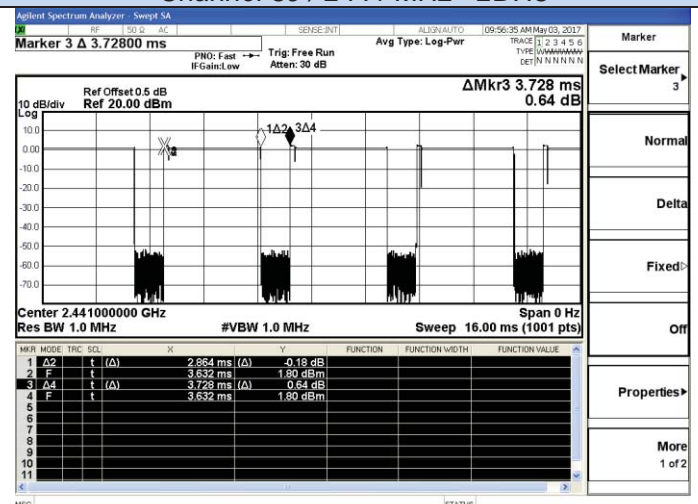 Agilent Spectrum Analyzer - Swept SA
RF 50 Ω AC SENSE:INT ALIGNAUTO 09:56:35 AM May 03, 2017
Marker 3 Δ 3.72800 ms
PNO: Fast
IFGain:Low
Trig: Free Run
Atten: 30 dB
Avg Type: Log-Pwr
TRACE 1 2 3 4 5 6
TYPE
DET N N N N N N
Ref Offset 0.5 dB
Ref 20.00 dBm
10 dB/div
Log
ΔMkr3 3.728 ms
0.64 dB
1Δ2 3Δ4
10.0
0.00
-10.0
-20.0
-30.0
-40.0
-50.0
-60.0
-70.0
Center 2.441000000 GHz
Span 0 Hz
Res BW 1.0 MHz
#VBW 1.0 MHz
Sweep 16.00 ms (1001 pts)
MKR MODE TRC SCL X Y FUNCTION FUNCTION WIDTH FUNCTION VALUE
1 Δ2 t (Δ) 2.864 ms (Δ) -0.18 dB
2 F t 3.632 ms 1.80 dBm
3 Δ4 t (Δ) 3.728 ms (Δ) 0.64 dB
4 F t 3.632 ms 1.80 dBm
5
6
7
8
9
10
11
MSG
STATUS
Marker
Select Marker
3
Normal
Delta
Fixed
Off
Properties
More
1 of 2